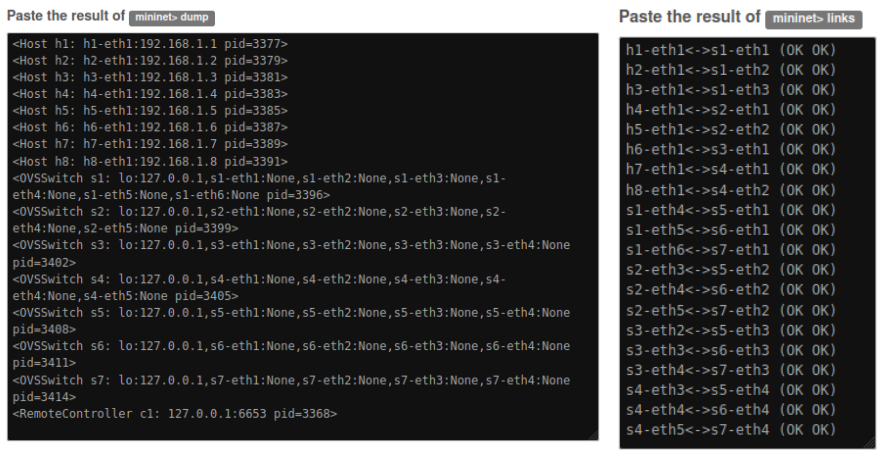 Paste the result of mininet> dump
<Host h1: h1-eth1:192.168.1.1 pid=3377>
<Host h2: h2-eth1:192.168.1.2 pid=3379>
<Host h3: h3-eth1:192.168.1.3 pid=3381>
<Host h4: h4-eth1:192.168.1.4 pid=3383>
<Host h5: h5-eth1:192.168.1.5 pid=3385>
<Host h6: h6-eth1:192.168.1.6 pid=3387>
<Host h7: h7-eth1:192.168.1.7 pid=3389>
<Host h8: h8-eth1:192.168.1.8 pid=3391>
<OVSSwitch s1: lo:127.0.0.1,s1-eth1:None,s1-eth2:None,s1-eth3:None,s1-
eth4:None,s1-eth5:None,s1-eth6:None pid=3396>
<OVSSwitch s2: lo:127.0.0.1,s2-eth1:None,s2-eth2:None,s2-eth3:None,s2-
eth4:None,s2-eth5:None pid=3399>
<OVSSwitch s3: lo:127.0.0.1,s3-eth1:None,s3-eth2:None,s3-eth3:None,s3-eth4:None
pid=3402>
<OVSSwitch s4: lo:127.0.0.1,s4-eth1:None,s4-eth2:None,s4-eth3:None,s4-
eth4:None,s4-eth5:None pid=3405>
<OVSSwitch s5: lo:127.0.0.1,s5-eth1:None,s5-eth2:None,s5-eth3:None,s5-eth4:None
pid=3408>
<OVSSwitch s6: lo:127.0.0.1,s6-eth1:None,s6-eth2:None,s6-eth3:None,s6-eth4:None
pid=3411>
<OVSSwitch s7: lo:127.0.0.1,s7-eth1:None,s7-eth2:None,s7-eth3:None,s7-eth4:None
pid=3414>
<RemoteController c1: 127.0.0.1:6653 pid=3368>
Paste the result of mininet> links
h1-eth1<->s1-eth1 (OK OK)
h2-eth1<->s1-eth2 (OK OK)
h3-eth1<->s1-eth3 (OK OK)
h4-eth1<->s2-eth1 (OK OK)
h5-eth1<->s2-eth2 (OK OK)
h6-eth1<->s3-eth1 (OK OK)
h7-eth1<->s4-eth1 (OK OK)
h8-eth1<->s4-eth2 (OK OK)
s1-eth4<->s5-eth1 (OK OK)
s1-eth5<->s6-eth1 (OK OK)
s1-eth6<->s7-eth1 (OK OK)
s2-eth3<->s5-eth2 (OK OK)
s2-eth4<->s6-eth2 (OK OK)
s2-eth5<->s7-eth2 (OK OK)
s3-eth2<->s5-eth3 (OK OK)
s3-eth3<->s6-eth3 (OK OK)
s3-eth4<->s7-eth3 (OK OK)
s4-eth3<->s5-eth4 (OK OK)
s4-eth4<->s6-eth4 (OK OK)
s4-eth5<->s7-eth4 (OK OK)